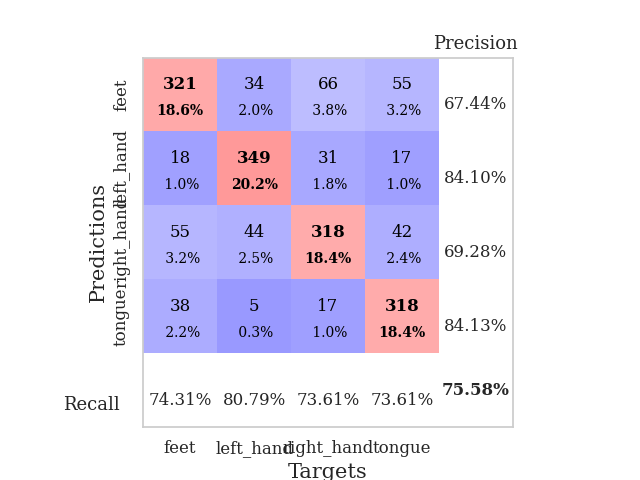 Precision
feet
321 34 66 55
18.6% 2.0% 3.8% 3.2%
67.44%
left_hand
18 349 31 17
1.0% 20.2% 1.8% 1.0%
84.10%
right_hand
55 44 318 42
3.2% 2.5% 18.4% 2.4%
69.28%
tongue
38 5 17 318
2.2% 0.3% 1.0% 18.4%
84.13%
Predictions
Recall
74.31% 80.79% 73.61% 73.61% 75.58%
feet left_hand right_hand tongue
Targets